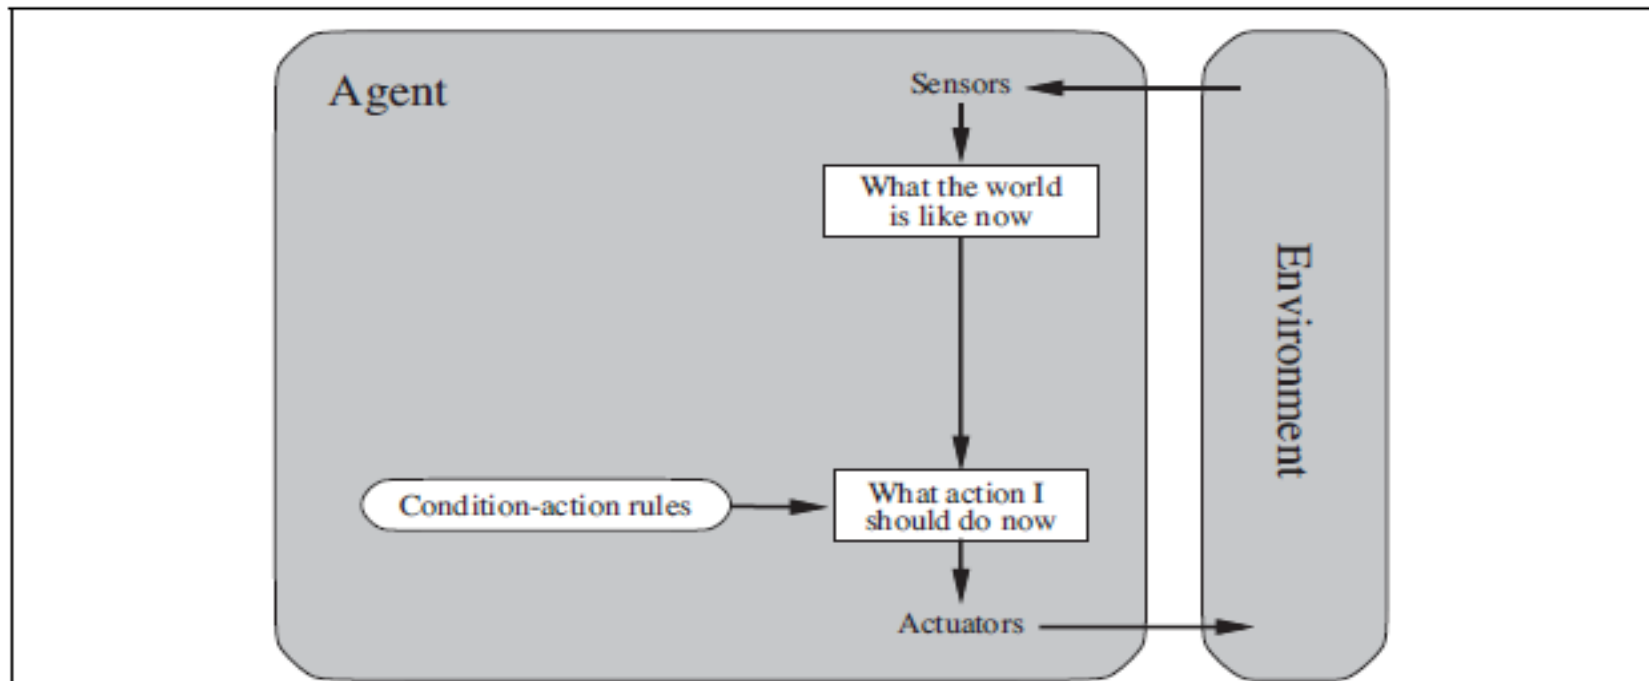 Agent
Sensors
What the world
is like now
Environment
Condition-action rules
What action I
should do now
Actuators